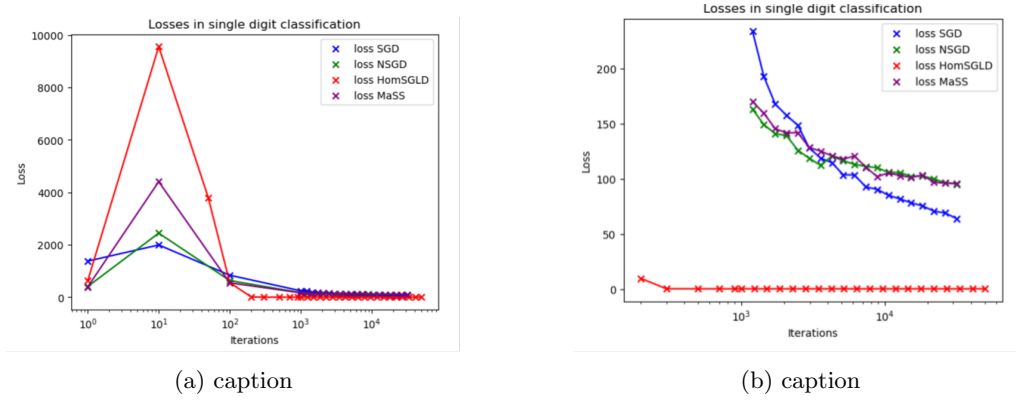 Losses in single digit classification
10000
8000
6000
4000
2000
0
Loss
loss SGD
loss NSGD
loss HomSGLD
loss MaSS
10⁰ 10¹ 10² 10³ 10⁴
Iterations
(a) caption
Losses in single digit classification
200
150
100
50
0
Loss
loss SGD
loss NSGD
loss HomSGLD
loss MaSS
10³ 10⁴
Iterations
(b) caption